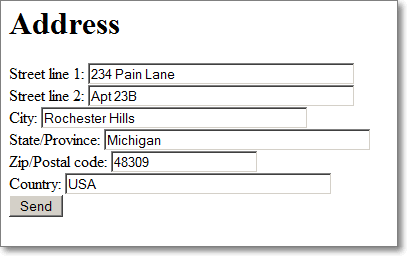 Address
Street line 1: 234 Pain Lane
Street line 2: Apt 23B
City: Rochester Hills
State/Province: Michigan
Zip/Postal code: 48309
Country: USA
Send